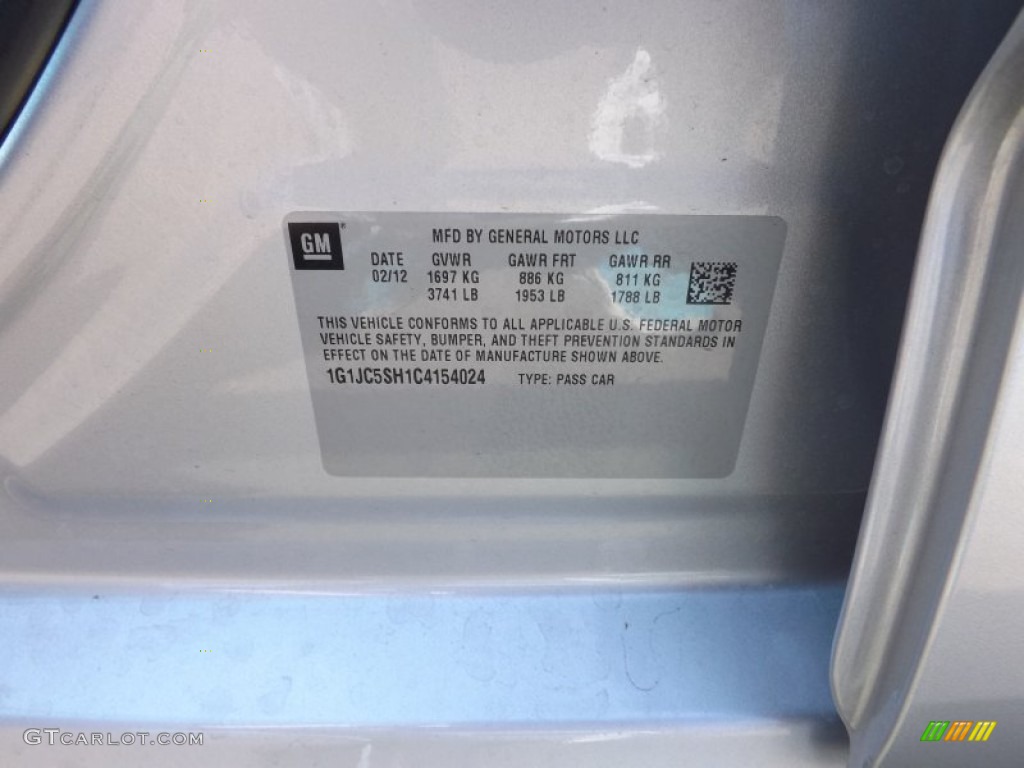 GM
MFD BY GENERAL MOTORS LLC
DATE GVWR GAWR FRT GAWR RR
02/12 1697 KG 886 KG 811 KG
3741 LB 1953 LB 1788 LB
THIS VEHICLE CONFORMS TO ALL APPLICABLE U.S. FEDERAL MOTOR
VEHICLE SAFETY, BUMPER, AND THEFT PREVENTION STANDARDS IN
EFFECT ON THE DATE OF MANUFACTURE SHOWN ABOVE.
1G1JC5SH1C4154024 TYPE: PASS CAR
GTCARLOT.COM